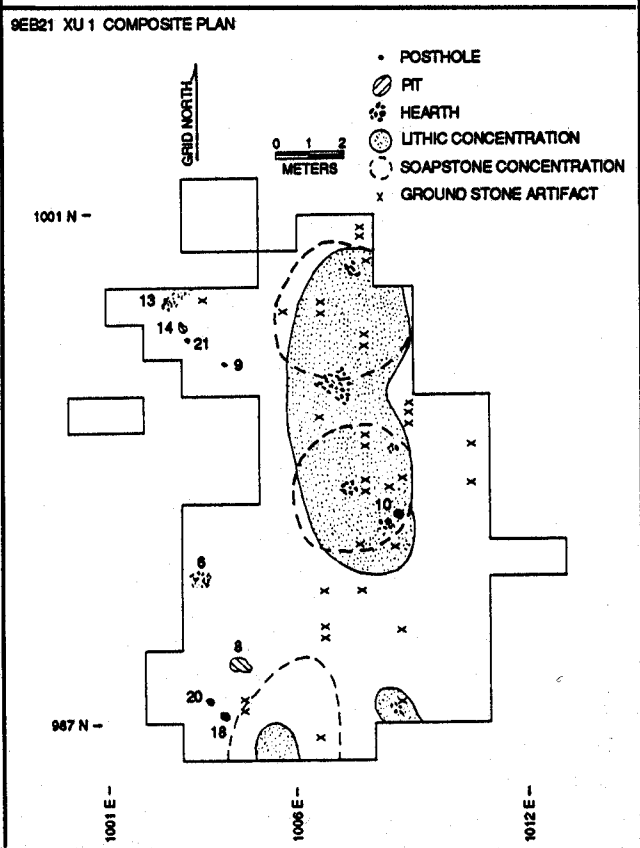 9EB21 XU 1 COMPOSITE PLAN
GRID NORTH
POSTHOLE
PIT
HEARTH
LITHIC CONCENTRATION
SOAPSTONE CONCENTRATION
x GROUND STONE ARTIFACT
0 1 2
METERS
1001 N
13
14
21
9
10
6
8
20
18
987 N
1001 E
1006 E
1012 E